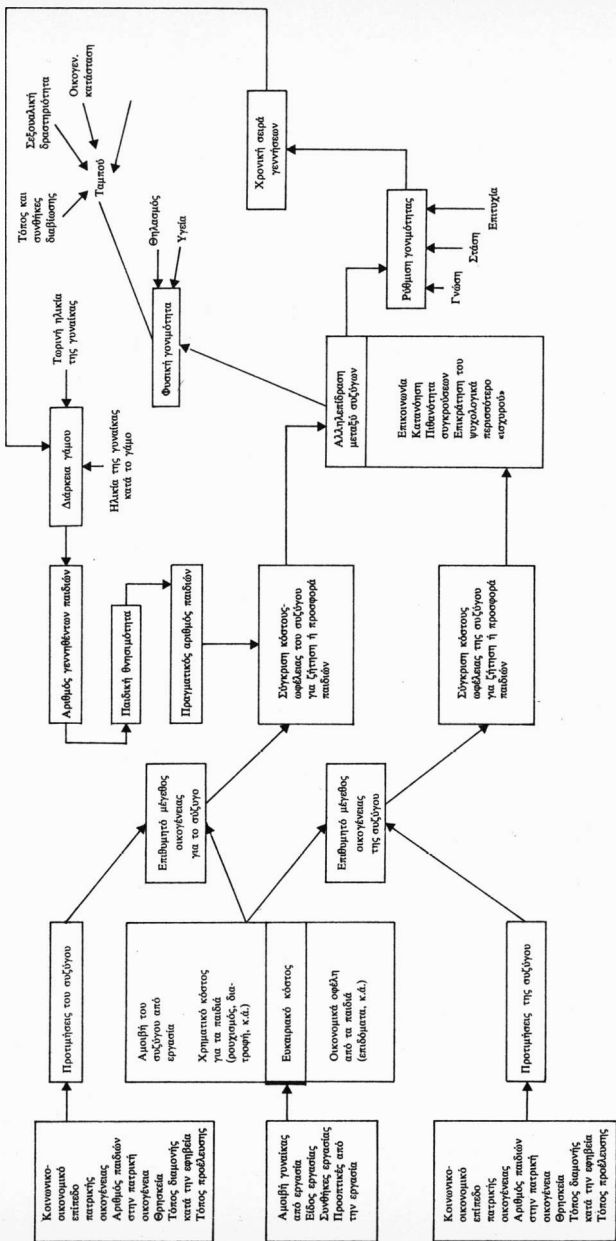 Κοινωνικο-
οικονομικό
επίπεδο
πατρικής
οικογένειας
Αριθμός παιδιών
στην πατρική
οικογένεια
Θρησκεία
Τόπος διαμονής
κατά την εφηβεία
Τόπος προέλευσης
Αμοιβή γυναίκας
από εργασία
Είδος εργασίας
Συνθήκες εργασίας
Προοπτικές από
την εργασία
Κοινωνικο-
οικονομικό
επίπεδο
πατρικής
οικογένειας
Αριθμός παιδιών
στην πατρική
οικογένεια
Θρησκεία
Τόπος διαμονής
κατά την εφηβεία
Τόπος προέλευσης
Προτιμήσεις του συζύγου
Αμοιβή του
συζύγου από
εργασία
Χρηματικό κόστος
για τα παιδιά
(ρουχισμός, δια-
τροφή, κ.ά.)
Ευκαιριακό κόστος
Οικονομικά οφέλη
από τα παιδιά
(επιδόματα, κ.ά.)
Προτιμήσεις της συζύγου
Επιθυμητό μέγεθος
οικογένειας
για το σύζυγο
Επιθυμητό μέγεθος
οικογένειας
της συζύγου
Αριθμός γεννηθέντων παιδιών
Παιδική θνησιμότητα
Πραγματικός αριθμός παιδιών
Σύγκριση κόστους-
ωφέλειας του συζύγου
για ζήτηση ή προσφορά
παιδιών
Σύγκριση κόστους
ωφέλειας της συζύγου
για ζήτηση ή προσφορά
παιδιών
Διάρκεια γάμου
Τωρινή ηλικία
της γυναίκας
Ηλικία της γυναίκας
κατά το γάμο
Αλληλεπίδραση
μεταξύ συζύγων
Επικοινωνία
Κατανόηση
Πιθανότητα
συγκρούσεων
Επικράτηση του
ψυχολογικά
περισσότερο
«ισχυρού»
Τόπος και
συνθήκες
διαβίωσης
Σεξουαλική
δραστηριότητα
Οικογεν.
κατάσταση
Ταμπού
Φυσική γονιμότητα
Θηλασμός
Υγεία
Χρονική σειρά
γεννήσεων
Ρύθμιση γονιμότητας
Γνώση
Στάση
Επιτυχία